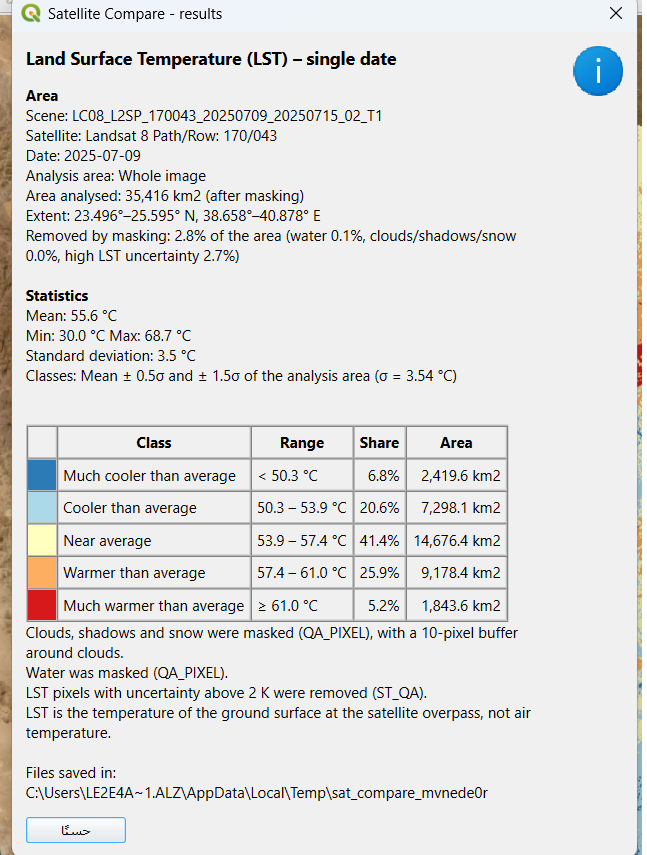 Satellite Compare - results
Land Surface Temperature (LST) – single date
Area
Scene: LC08_L2SP_170043_20250709_20250715_02_T1
Satellite: Landsat 8 Path/Row: 170/043
Date: 2025-07-09
Analysis area: Whole image
Area analysed: 35,416 km2 (after masking)
Extent: 23.496°–25.595° N, 38.658°–40.878° E
Removed by masking: 2.8% of the area (water 0.1%, clouds/shadows/snow
0.0%, high LST uncertainty 2.7%)
Statistics
Mean: 55.6 °C
Min: 30.0 °C Max: 68.7 °C
Standard deviation: 3.5 °C
Classes: Mean ± 0.5σ and ± 1.5σ of the analysis area (σ = 3.54 °C)
Class Range Share Area
Much cooler than average < 50.3 °C 6.8% 2,419.6 km2
Cooler than average 50.3 – 53.9 °C 20.6% 7,298.1 km2
Near average 53.9 – 57.4 °C 41.4% 14,676.4 km2
Warmer than average 57.4 – 61.0 °C 25.9% 9,178.4 km2
Much warmer than average ≥ 61.0 °C 5.2% 1,843.6 km2
Clouds, shadows and snow were masked (QA_PIXEL), with a 10-pixel buffer
around clouds.
Water was masked (QA_PIXEL).
LST pixels with uncertainty above 2 K were removed (ST_QA).
LST is the temperature of the ground surface at the satellite overpass, not air
temperature.
Files saved in:
C:\Users\LE2E4A~1.ALZ\AppData\Local\Temp\sat_compare_mvnede0r
حسنًا